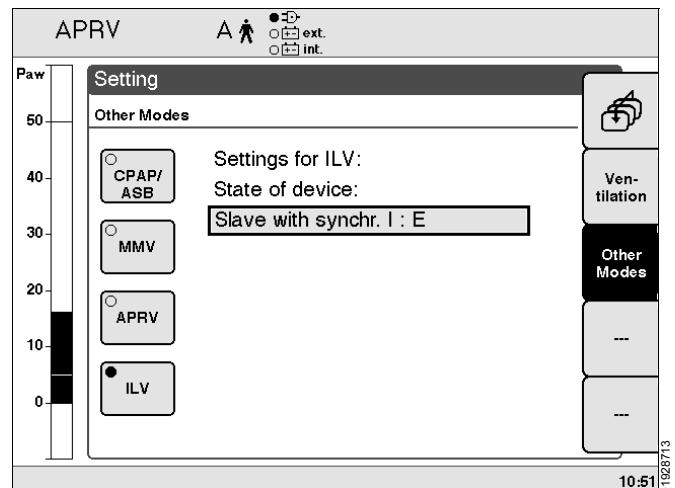 APRV
A
ext.
int.
Paw
50
40
30
20
10
0
Setting
Other Modes
CPAP/
ASB
MMV
APRV
ILV
Settings for ILV:
State of device:
Slave with synchr. I : E
Ven-
tilation
Other
Modes
---
---
10:51
1928713